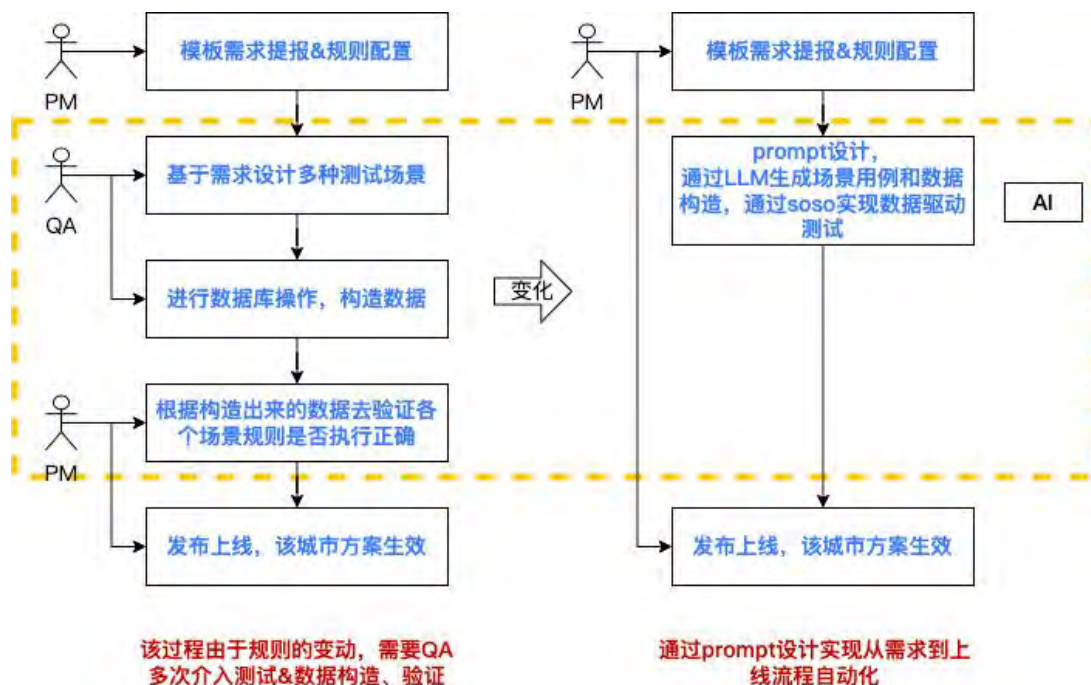 模板需求提报&规则配置
PM
基于需求设计多种测试场景
QA
进行数据库操作，构造数据
根据构造出来的数据去验证各
个场景规则是否执行正确
PM
发布上线，该城市方案生效
该过程由于规则的变动，需要QA
多次介入测试&数据构造、验证
变化
模板需求提报&规则配置
PM
prompt设计，
通过LLM生成场景用例和数据
构造，通过soso实现数据驱动
测试
AI
发布上线，该城市方案生效
通过prompt设计实现从需求到上
线流程自动化